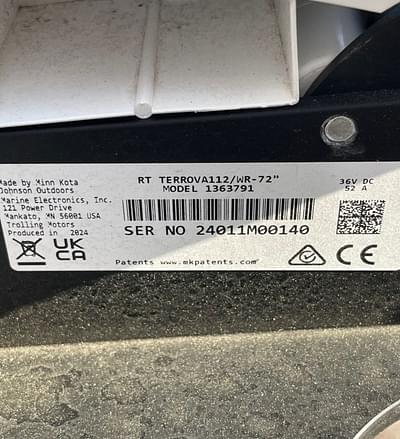 Made by Minn Kota
Johnson Outdoors
Marine Electronics, Inc.
121 Power Drive
Mankato, MN 56001 USA
Trolling Motors
Produced in 2024
RT TERROVA112/WR-72"
MODEL 1363791
36V DC
52 A
SER NO 24011M00140
UK
CA
CE
Patents www.mkpatents.com